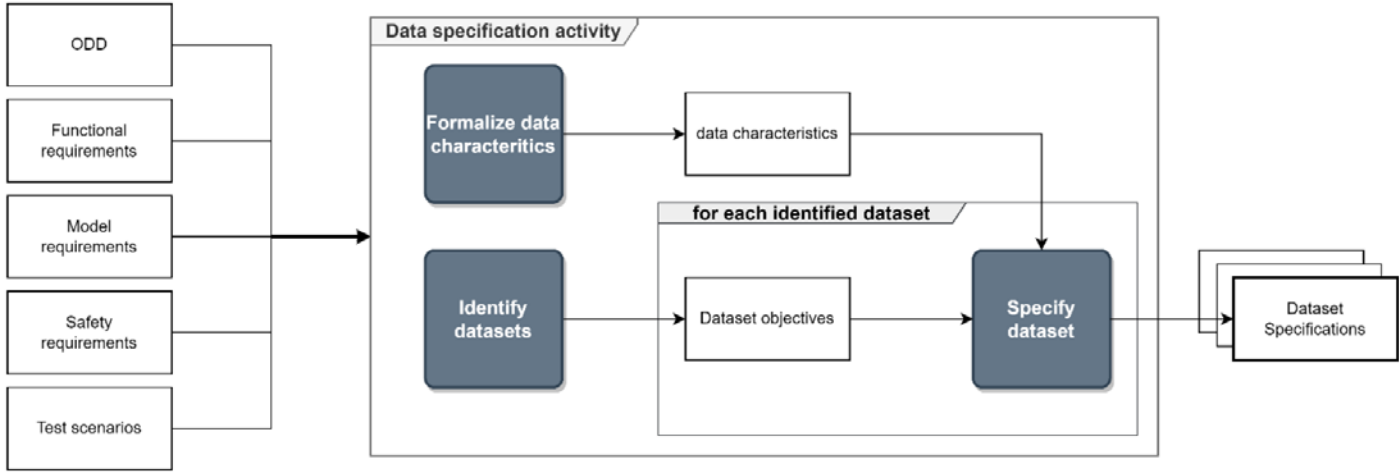 ODD
Functional
requirements
Model
requirements
Safety
requirements
Test scenarios
Data specification activity
Formalize data
characteritics
data characteristics
for each identified dataset
Identify
datasets
Dataset objectives
Specify
dataset
Dataset
Specifications